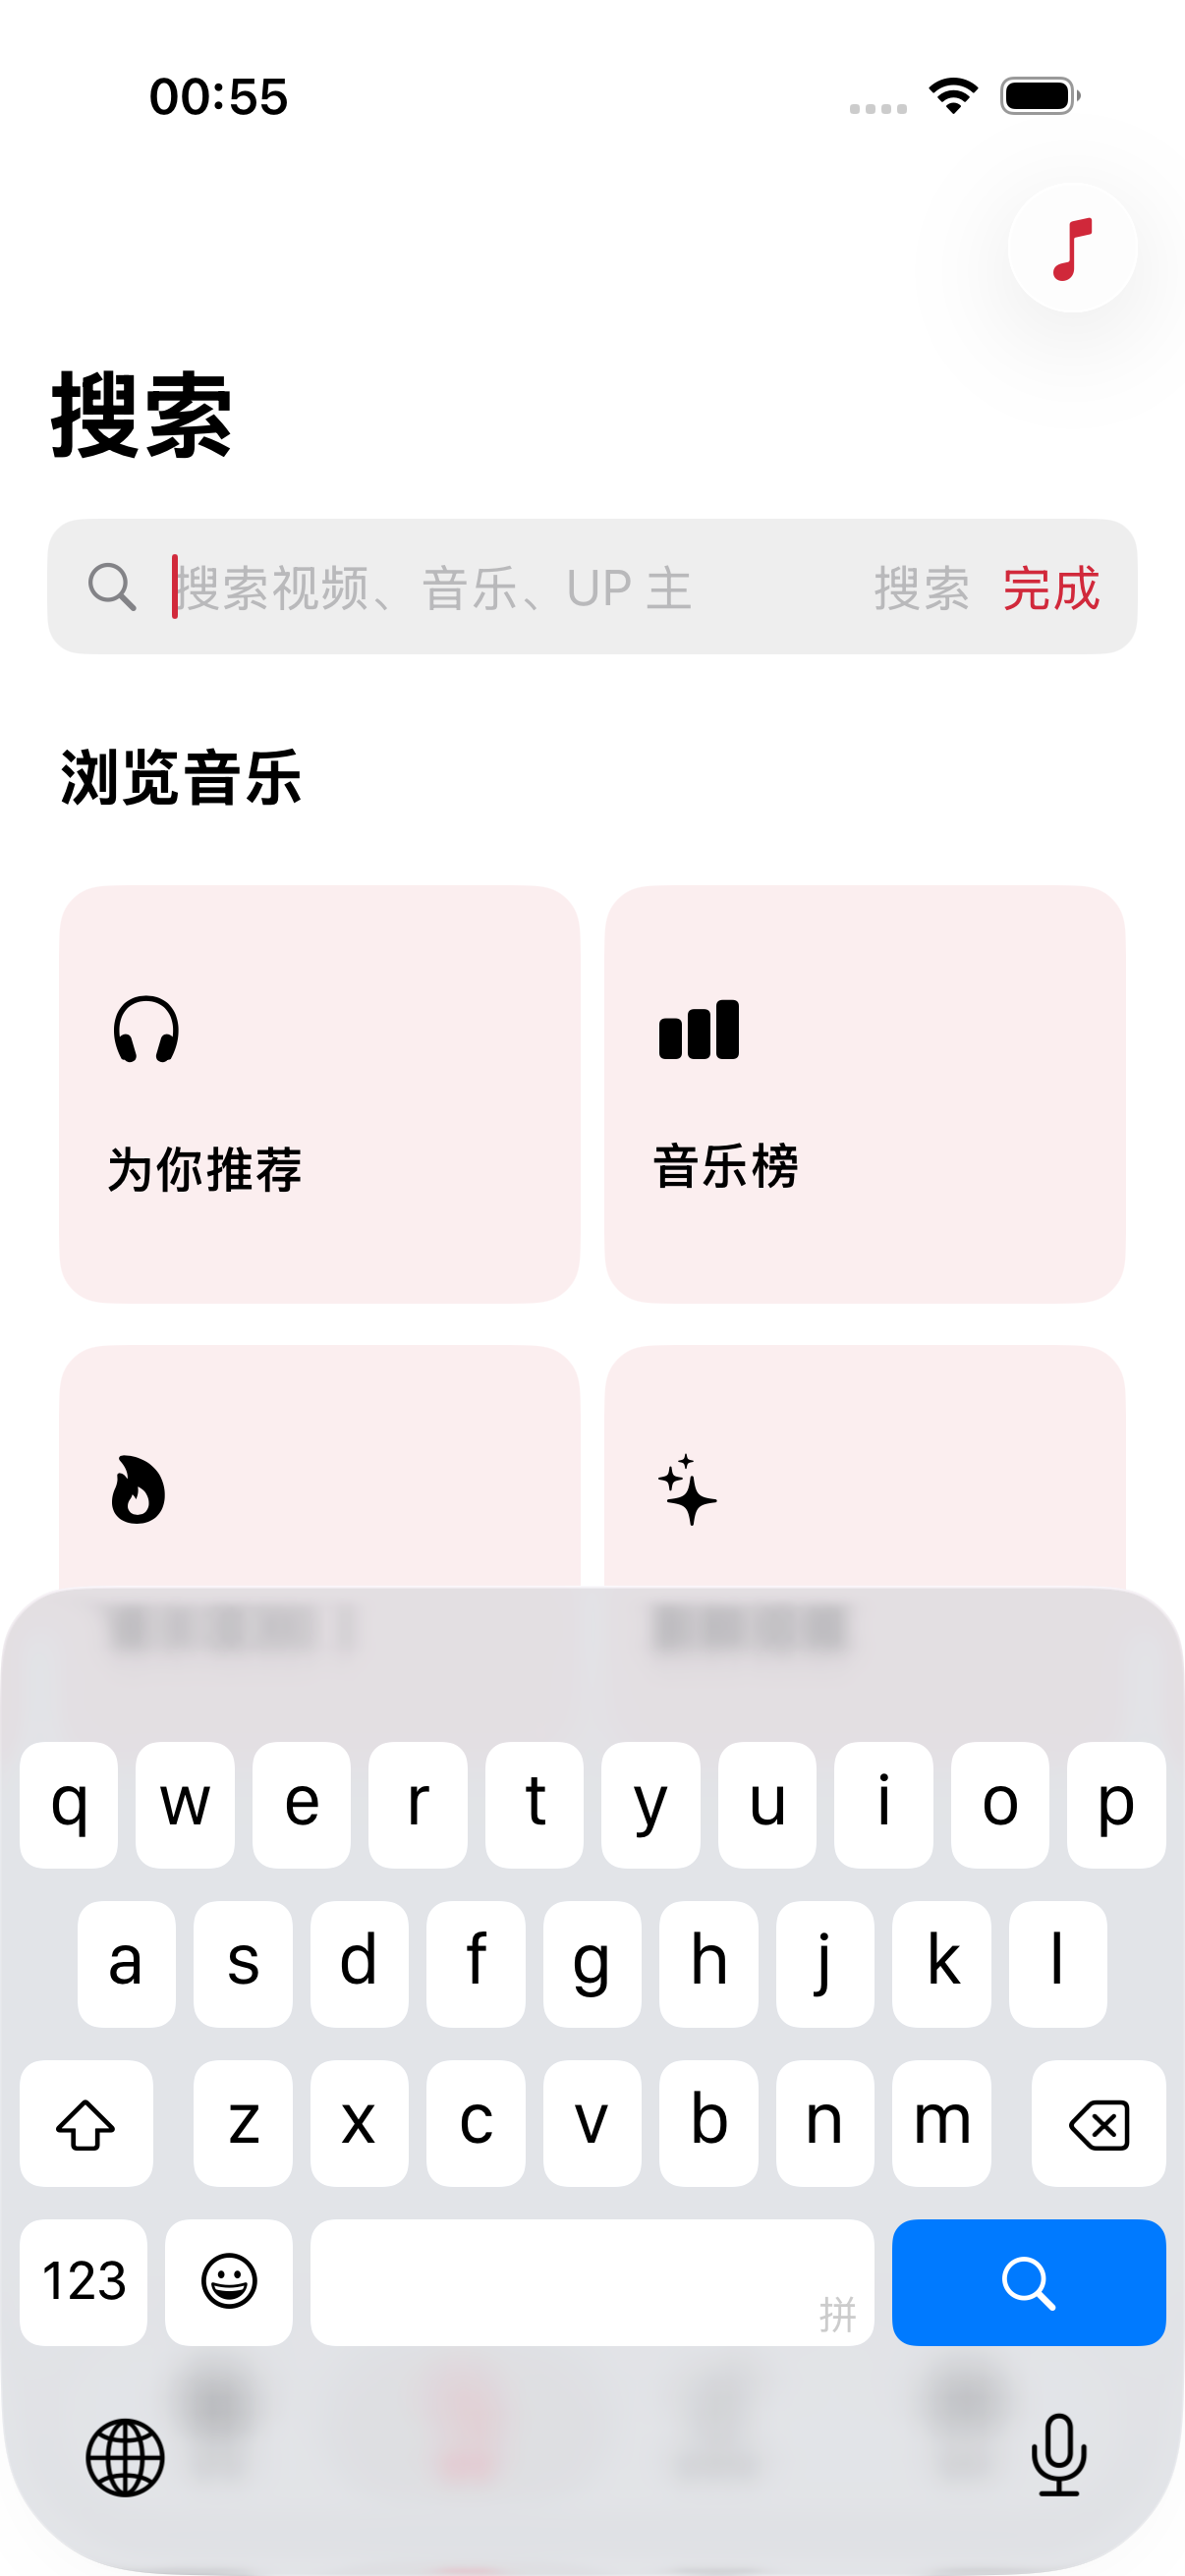 00:55
搜索
搜索视频、音乐、UP 主 搜索 完成
浏览音乐
为你推荐 音乐榜
q w e r t y u i o p
a s d f g h j k l
z x c v b n m
123 拼